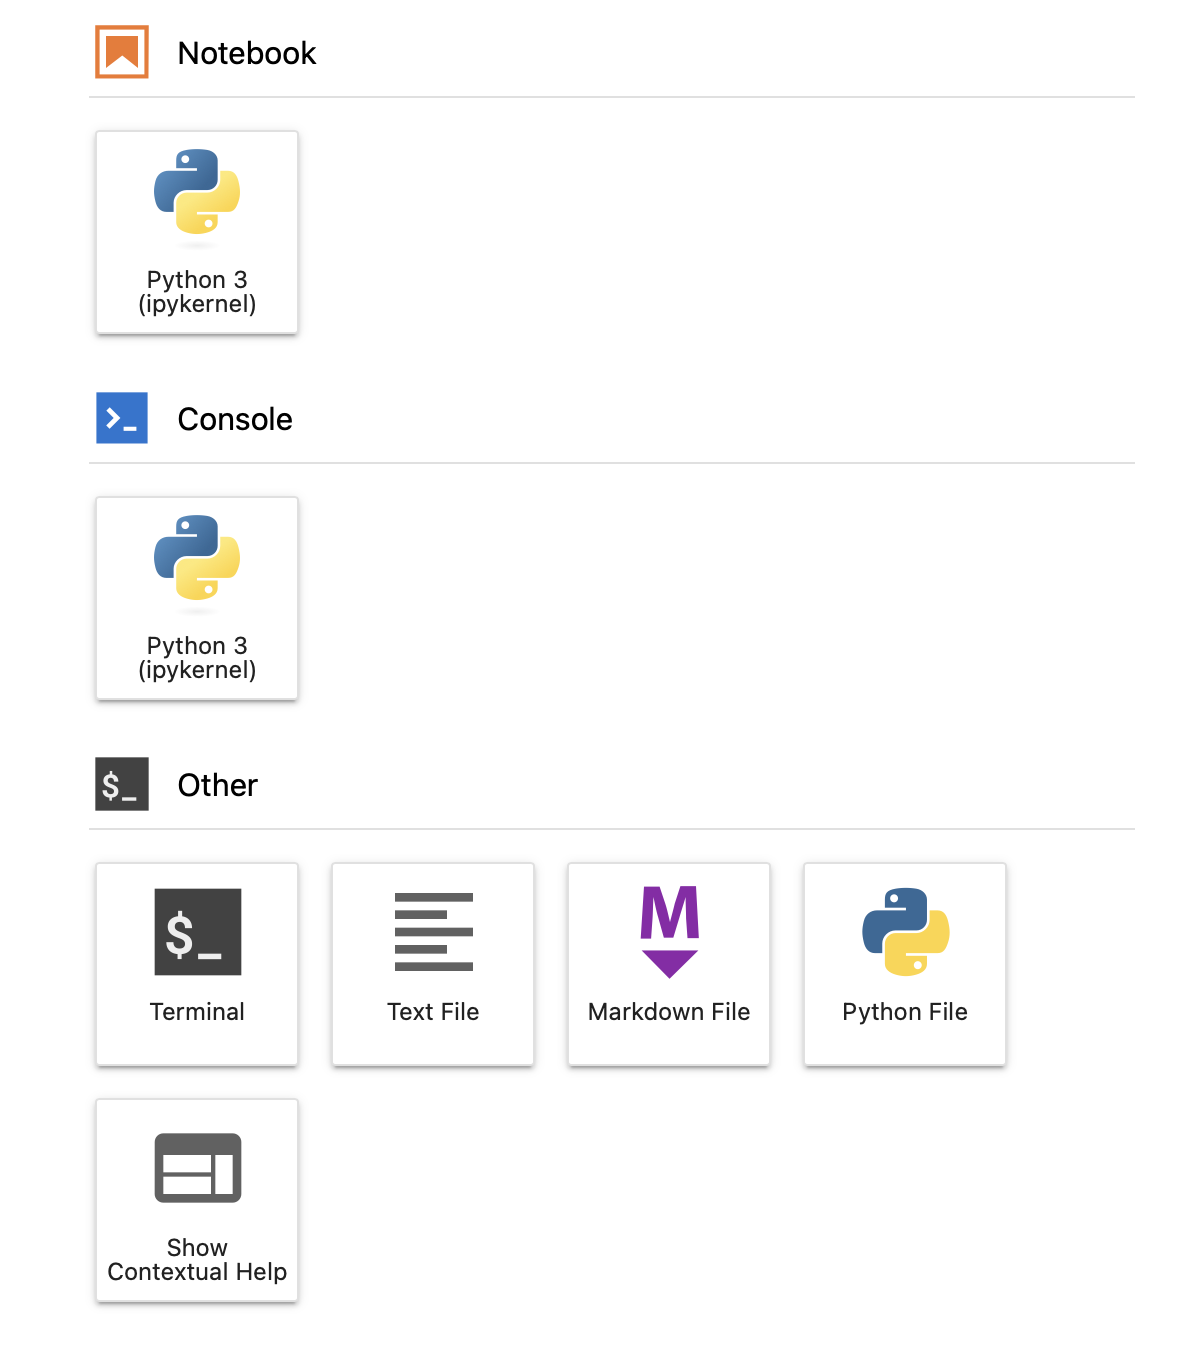 Notebook
Python 3
(ipykernel)
>_
Console
Python 3
(ipykernel)
$_
Other
$_
Terminal
Text File
M
Markdown File
Python File
Show
Contextual Help